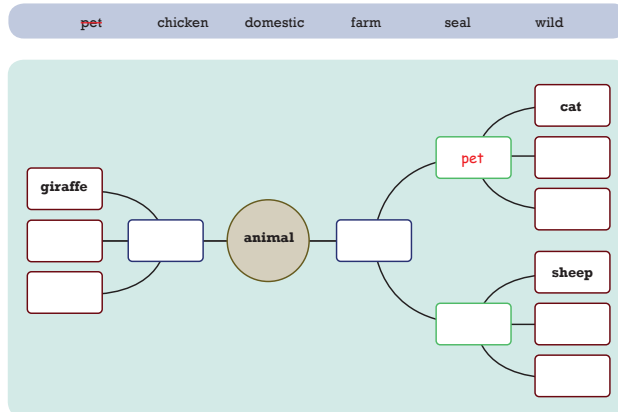 pet chicken domestic farm seal wild
cat
pet
giraffe
animal
sheep